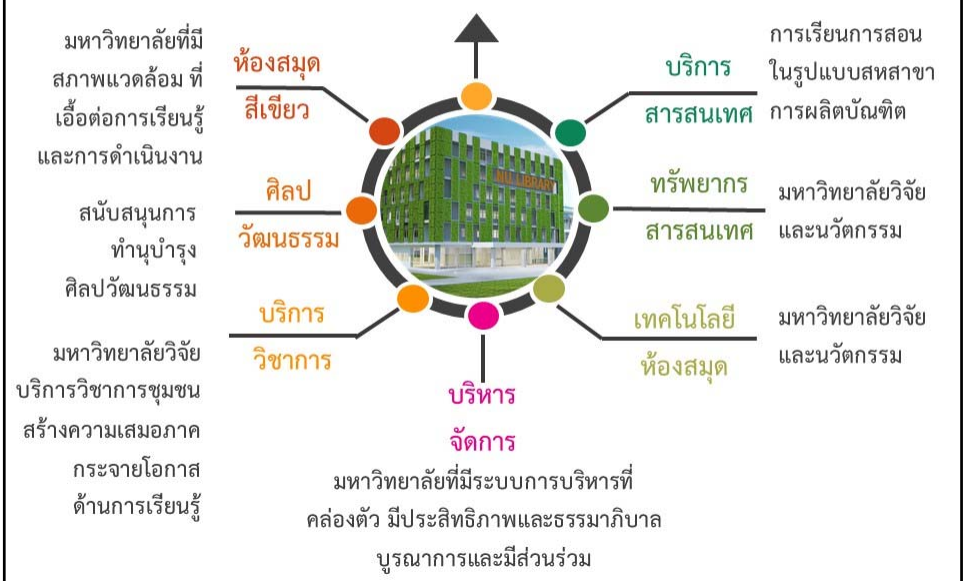 มหาวิทยาลัยที่มี
สภาพแวดล้อม ที่
เอื้อต่อการเรียนรู้
และการดำเนินงาน
ห้องสมุด
สีเขียว
สนับสนุนการ
ทำนุบำรุง
ศิลปวัฒนธรรม
ศิลป
วัฒนธรรม
มหาวิทยาลัยวิจัย
บริการวิชาการชุมชน
สร้างความเสมอภาค
กระจายโอกาส
ด้านการเรียนรู้
บริการ
วิชาการ
NU LIBRARY
บริหาร
จัดการ
มหาวิทยาลัยที่มีระบบการบริหารที่
คล่องตัว มีประสิทธิภาพและธรรมาภิบาล
บูรณาการและมีส่วนร่วม
บริการ
สารสนเทศ
การเรียนการสอน
ในรูปแบบสหสาขา
การผลิตบัณฑิต
ทรัพยากร
สารสนเทศ
มหาวิทยาลัยวิจัย
และนวัตกรรม
เทคโนโลยี
ห้องสมุด
มหาวิทยาลัยวิจัย
และนวัตกรรม